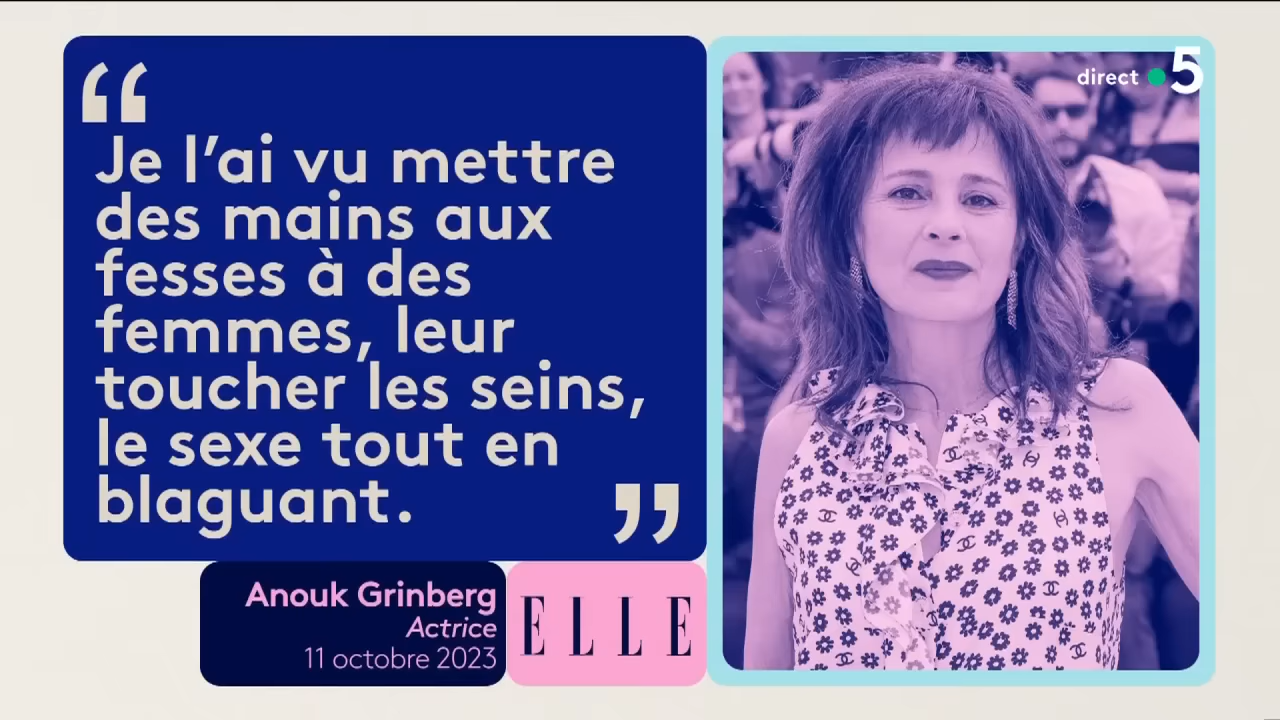 “
Je l’ai vu mettre
des mains aux
fesses à des
femmes, leur
toucher les seins,
le sexe tout en
blaguant.
”
Anouk Grinberg
Actrice
11 octobre 2023
ELLE
direct 5